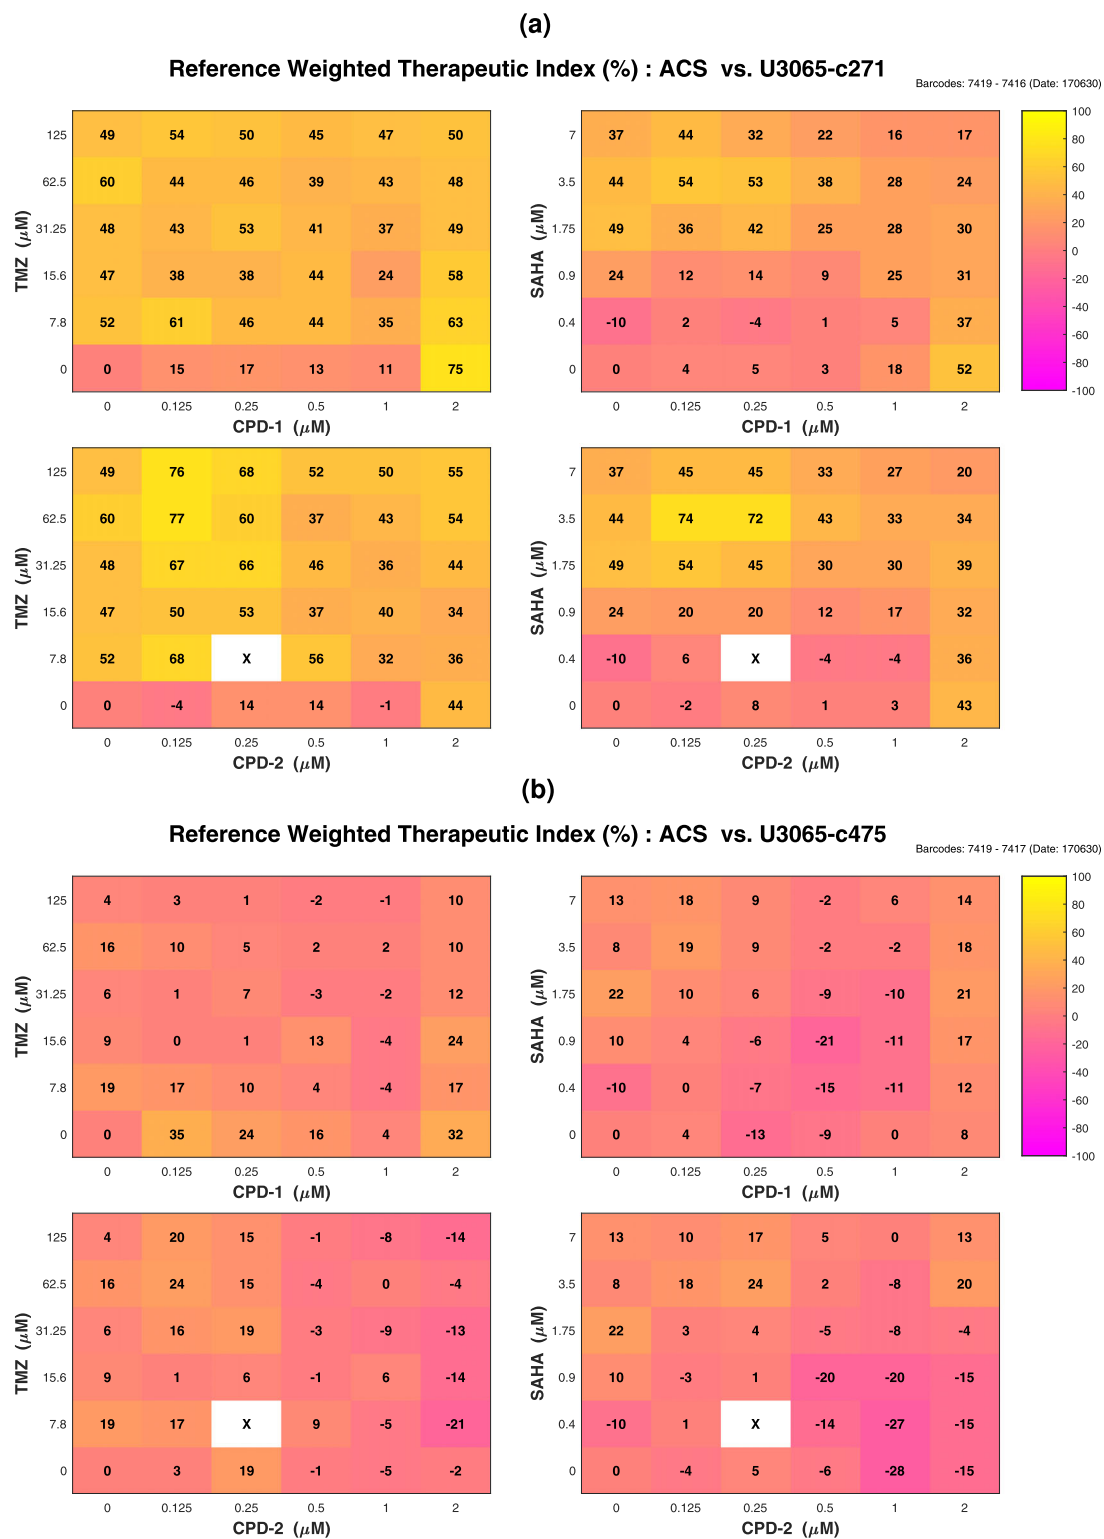 (a)
Reference Weighted Therapeutic Index (%) : ACS vs. U3065-c271
Barcodes: 7419 - 7416 (Date: 170630)
TMZ (μM)
125 49 54 50 45 47 50
62.5 60 44 46 39 43 48
31.25 48 43 53 41 37 49
15.6 47 38 38 44 24 58
7.8 52 61 46 44 35 63
0 0 15 17 13 11 75
0 0.125 0.25 0.5 1 2
CPD-1 (μM)
SAHA (μM)
7 37 44 32 22 16 17
3.5 44 54 53 38 28 24
1.75 49 36 42 25 28 30
0.9 24 12 14 9 25 31
0.4 -10 2 -4 1 5 37
0 0 4 5 3 18 52
0 0.125 0.25 0.5 1 2
CPD-1 (μM)
100
80
60
40
20
0
-20
-40
-60
-80
-100
TMZ (μM)
125 49 76 68 52 50 55
62.5 60 77 60 37 43 54
31.25 48 67 66 46 36 44
15.6 47 50 53 37 40 34
7.8 52 68 X 56 32 36
0 0 -4 14 14 -1 44
0 0.125 0.25 0.5 1 2
CPD-2 (μM)
SAHA (μM)
7 37 45 45 33 27 20
3.5 44 74 72 43 33 34
1.75 49 54 45 30 30 39
0.9 24 20 20 12 17 32
0.4 -10 6 X -4 -4 36
0 0 -2 8 1 3 43
0 0.125 0.25 0.5 1 2
CPD-2 (μM)
(b)
Reference Weighted Therapeutic Index (%) : ACS vs. U3065-c475
Barcodes: 7419 - 7417 (Date: 170630)
TMZ (μM)
125 4 3 1 -2 -1 10
62.5 16 10 5 2 2 10
31.25 6 1 7 -3 -2 12
15.6 9 0 1 13 -4 24
7.8 19 17 10 4 -4 17
0 0 35 24 16 4 32
0 0.125 0.25 0.5 1 2
CPD-1 (μM)
SAHA (μM)
7 13 18 9 -2 6 14
3.5 8 19 9 -2 -2 18
1.75 22 10 6 -9 -10 21
0.9 10 4 -6 -21 -11 17
0.4 -10 0 -7 -15 -11 12
0 0 4 -13 -9 0 8
0 0.125 0.25 0.5 1 2
CPD-1 (μM)
100
80
60
40
20
0
-20
-40
-60
-80
-100
TMZ (μM)
125 4 20 15 -1 -8 -14
62.5 16 24 15 -4 0 -4
31.25 6 16 19 -3 -9 -13
15.6 9 1 6 -1 6 -14
7.8 19 17 X 9 -5 -21
0 0 3 19 -1 -5 -2
0 0.125 0.25 0.5 1 2
CPD-2 (μM)
SAHA (μM)
7 13 10 17 5 0 13
3.5 8 18 24 2 -8 20
1.75 22 3 4 -5 -8 -4
0.9 10 -3 1 -20 -20 -15
0.4 -10 1 X -14 -27 -15
0 0 -4 5 -6 -28 -15
0 0.125 0.25 0.5 1 2
CPD-2 (μM)